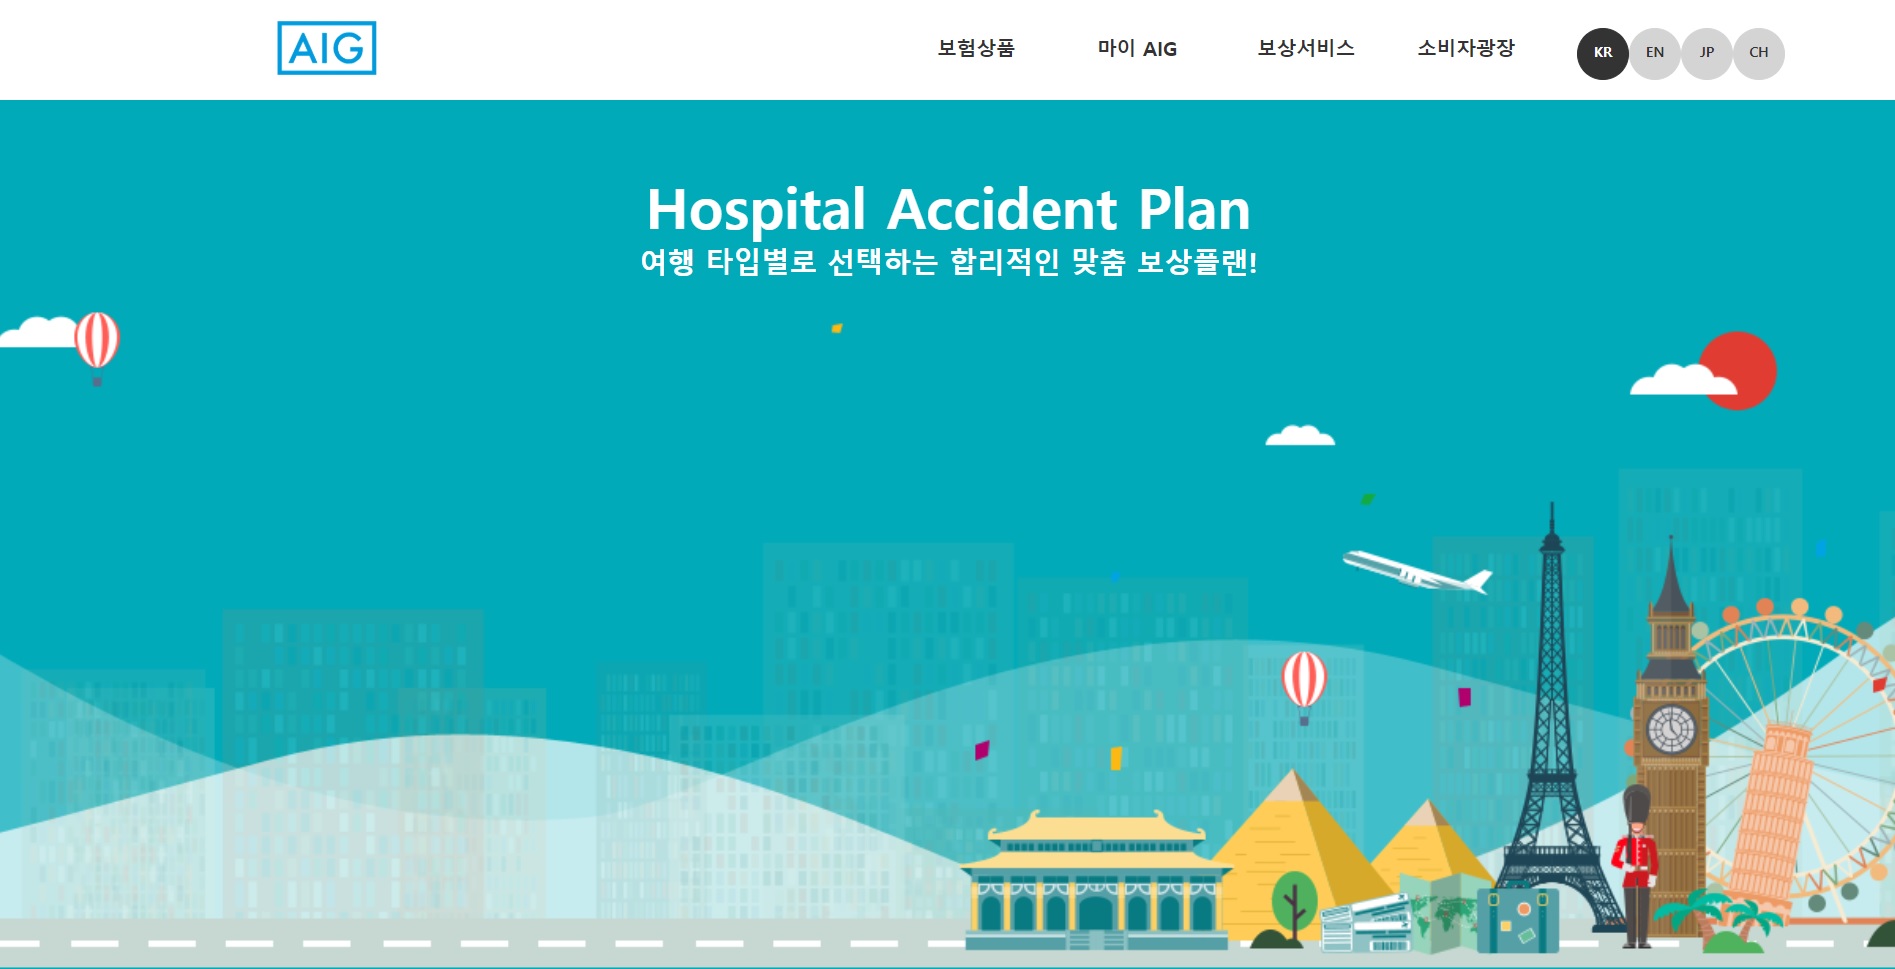 AIG
보험상품
마이 AIG
보상서비스
소비자광장
KR
EN
JP
CH
Hospital Accident Plan
여행 타입별로 선택하는 합리적인 맞춤 보상플랜!